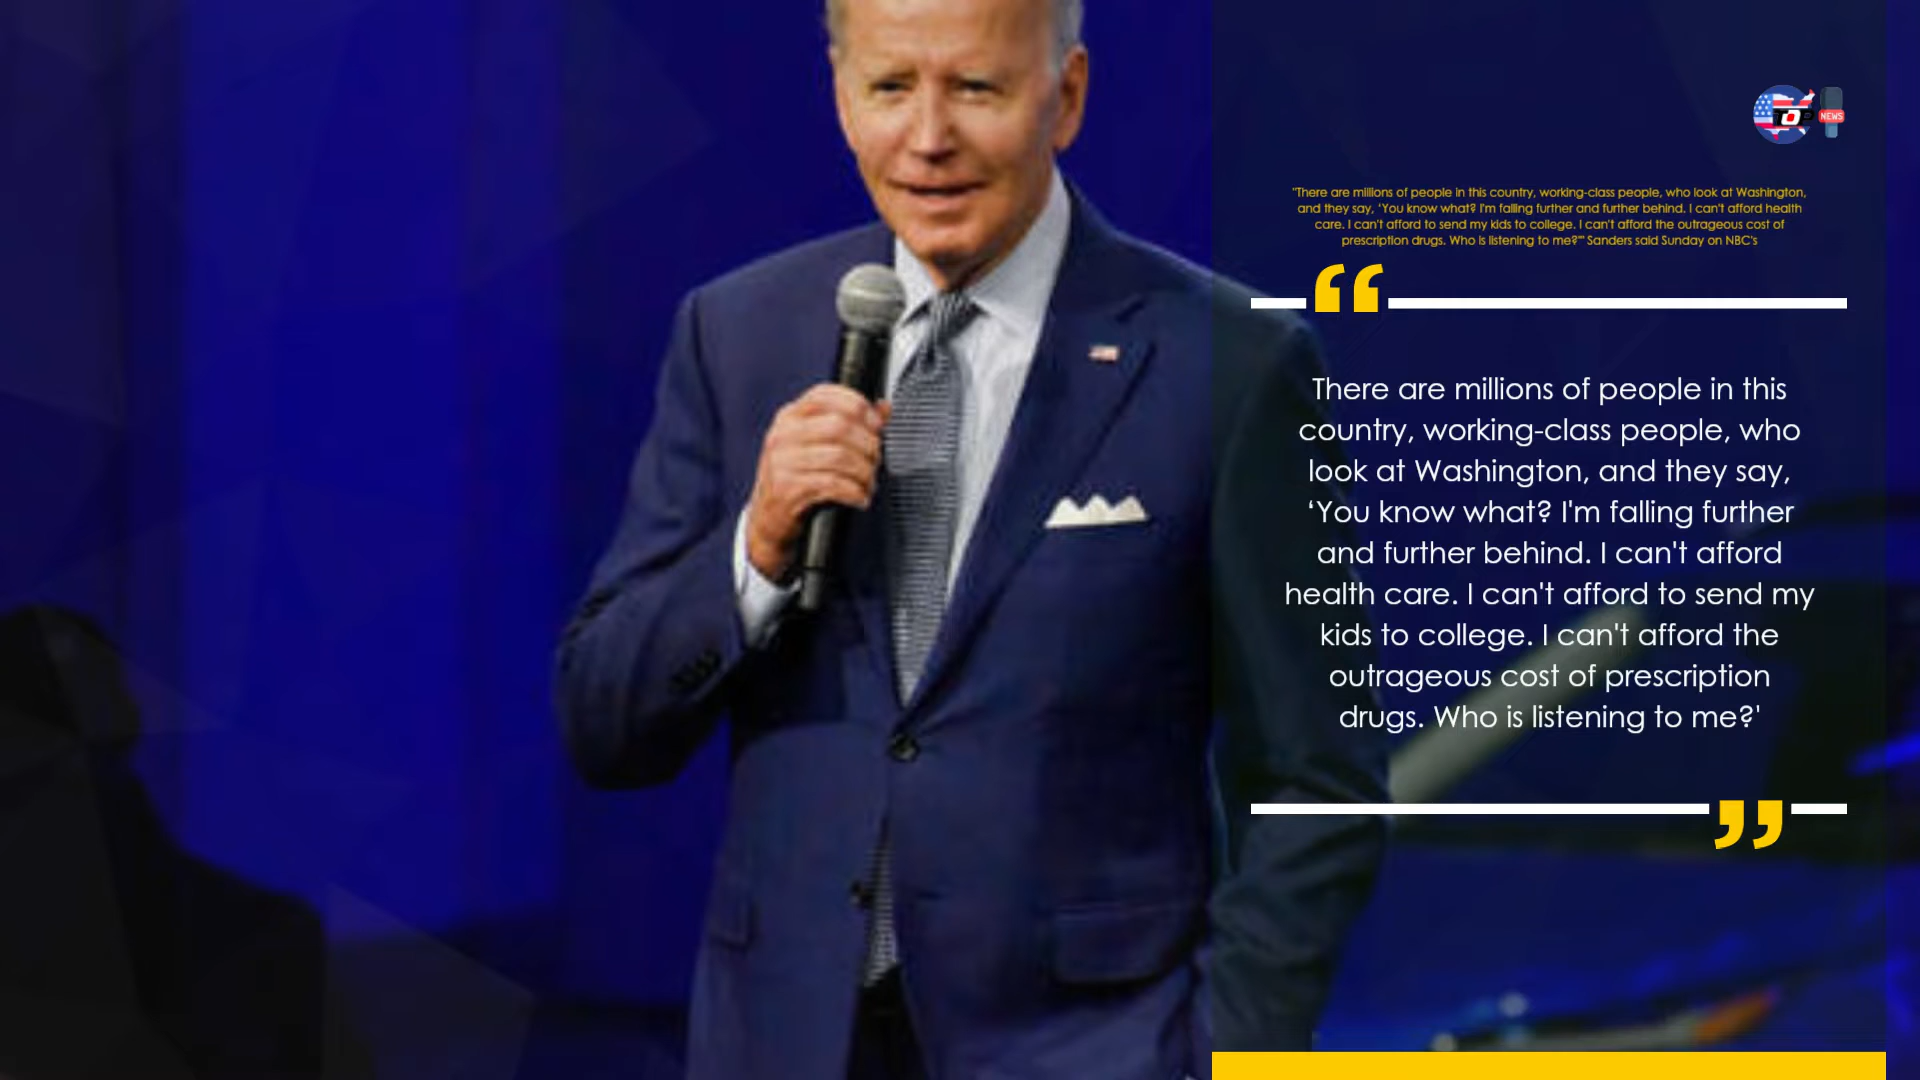 TOP
NEWS
"There are millions of people in this country, working-class people, who look at Washington,
and they say, ‘You know what? I'm falling further and further behind. I can't afford health
care. I can't afford to send my kids to college. I can't afford the outrageous cost of
prescription drugs. Who is listening to me?'" Sanders said Sunday on NBC's
“
There are millions of people in this
country, working-class people, who
look at Washington, and they say,
‘You know what? I'm falling further
and further behind. I can't afford
health care. I can't afford to send my
kids to college. I can't afford the
outrageous cost of prescription
drugs. Who is listening to me?'
”